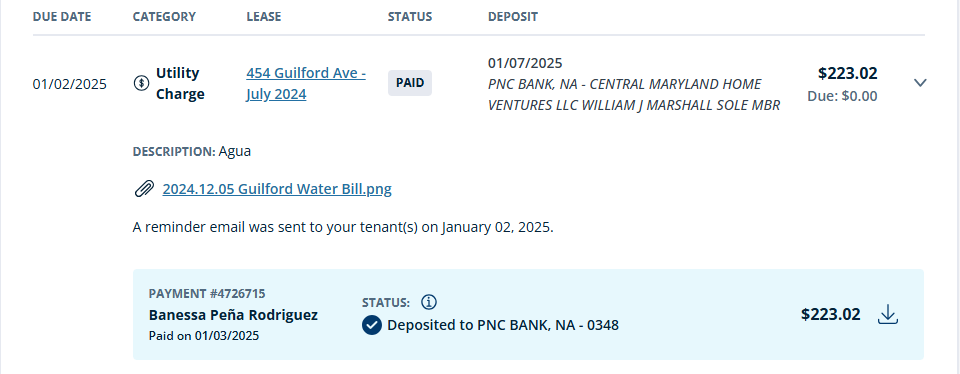 DUE DATE CATEGORY LEASE STATUS DEPOSIT
01/02/2025 Utility Charge 454 Guilford Ave - July 2024 PAID 01/07/2025
PNC BANK, NA - CENTRAL MARYLAND HOME
VENTURES LLC WILLIAM J MARSHALL SOLE MBR
$223.02
Due: $0.00
DESCRIPTION: Agua
2024.12.05 Guilford Water Bill.png
A reminder email was sent to your tenant(s) on January 02, 2025.
PAYMENT #4726715
Banessa Peña Rodriguez
Paid on 01/03/2025
STATUS:
Deposited to PNC BANK, NA - 0348
$223.02